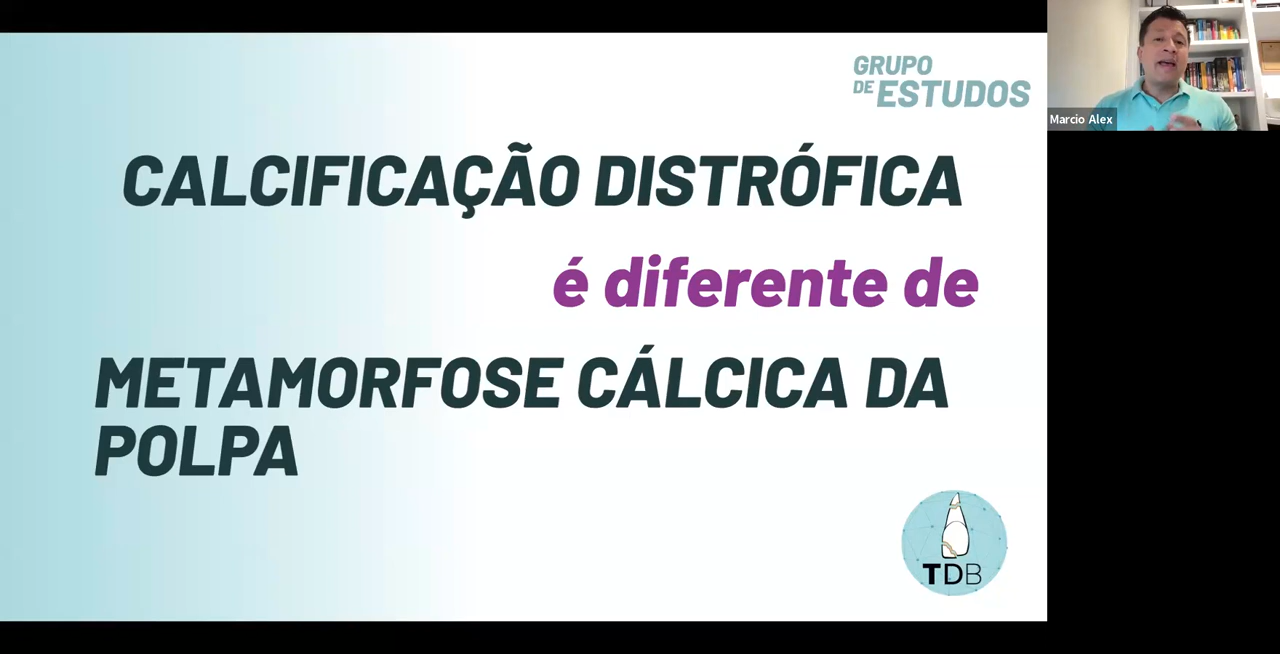 GRUPO
DE ESTUDOS
Marcio Alex
CALCIFICAÇÃO DISTRÓFICA
é diferente de
METAMORFOSE CÁLCICA DA
POLPA
TDB